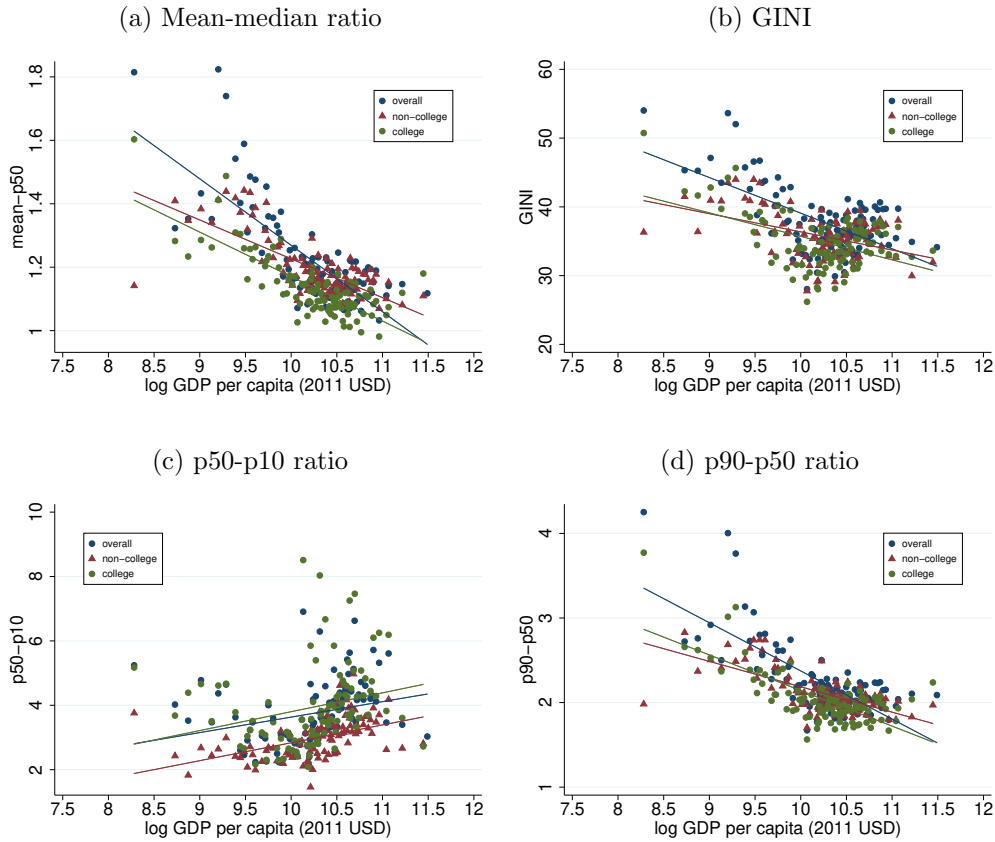 (a) Mean-median ratio
mean−p50
1 1.2 1.4 1.6 1.8
overall
non−college
college
7.5 8 8.5 9 9.5 10 10.5 11 11.5 12
log GDP per capita (2011 USD)
(b) GINI
GINI
20 30 40 50 60
overall
non−college
college
7.5 8 8.5 9 9.5 10 10.5 11 11.5 12
log GDP per capita (2011 USD)
(c) p50-p10 ratio
p50−p10
2 4 6 8 10
overall
non−college
college
7.5 8 8.5 9 9.5 10 10.5 11 11.5 12
log GDP per capita (2011 USD)
(d) p90-p50 ratio
p90−p50
1 2 3 4
overall
non−college
college
7.5 8 8.5 9 9.5 10 10.5 11 11.5 12
log GDP per capita (2011 USD)